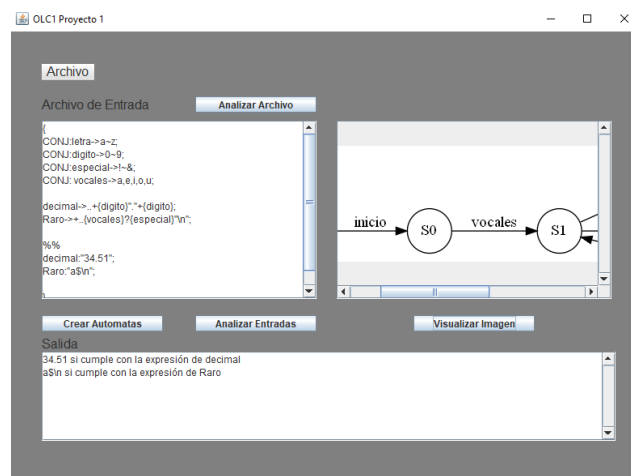 OLC1 Proyecto 1
Archivo
Archivo de Entrada
Analizar Archivo
{
CONJ:letra->a~z;
CONJ:digito->0~9;
CONJ:especial->!~&;
CONJ: vocales->a,e,i,o,u;
decimal->..+{digito}"."+{digito};
Raro->+..{vocales}?{especial}"\n";
%%
decimal:"34.51";
Raro:"a$\n";
inicio
S0
vocales
S1
Crear Automatas
Analizar Entradas
Visualizar Imagen
Salida
34.51 si cumple con la expresión de decimal
a$\n si cumple con la expresión de Raro